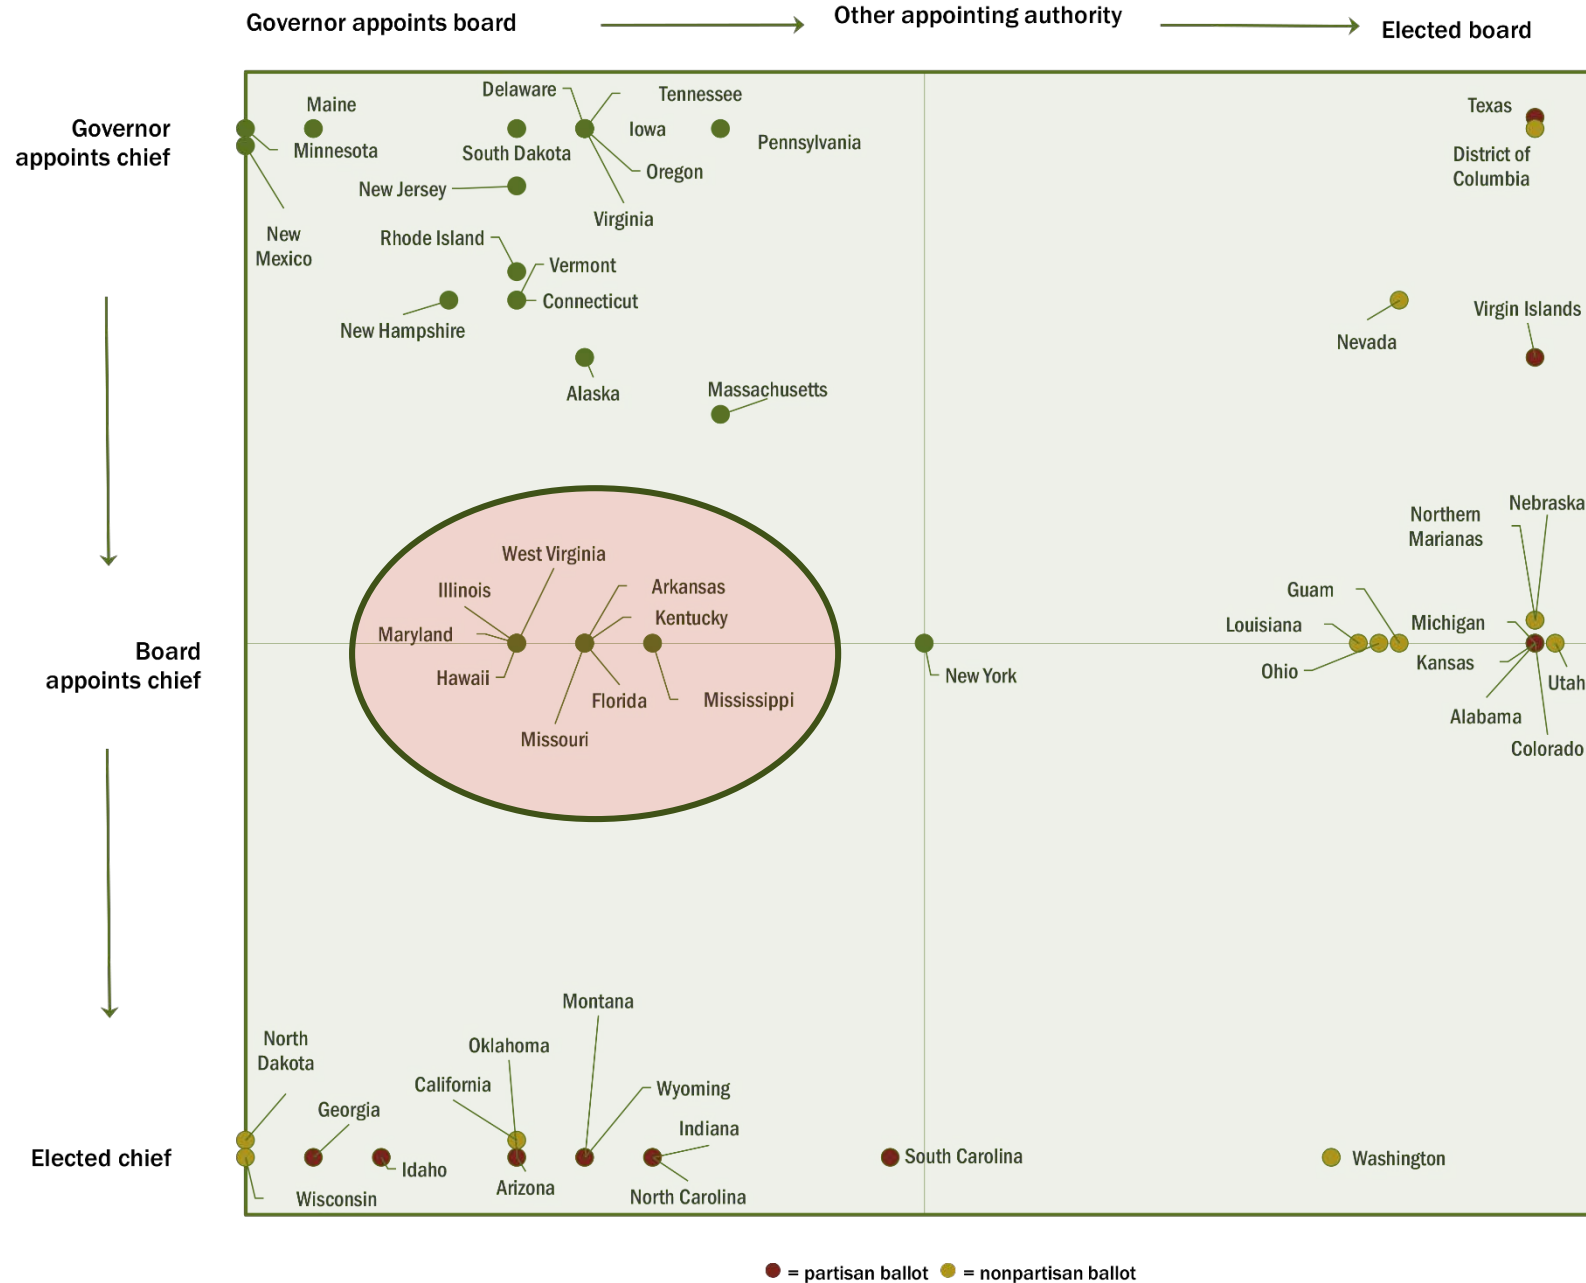 Governor appoints board
Other appointing authority
Elected board
Governor
appoints chief
Board
appoints chief
Elected chief
Maine
Minnesota
New
Mexico
Delaware
Tennessee
Iowa
South Dakota
Oregon
Virginia
Pennsylvania
New Jersey
Rhode Island
Vermont
Connecticut
New Hampshire
Alaska
Massachusetts
Texas
District of
Columbia
Nevada
Virgin Islands
West Virginia
Illinois
Maryland
Hawaii
Arkansas
Kentucky
Florida
Missouri
Mississippi
New York
Northern
Marianas
Nebraska
Guam
Louisiana
Ohio
Michigan
Kansas
Alabama
Colorado
Utah
North
Dakota
Wisconsin
Georgia
Idaho
California
Oklahoma
Arizona
Montana
Wyoming
Indiana
North Carolina
South Carolina
Washington
= partisan ballot
= nonpartisan ballot